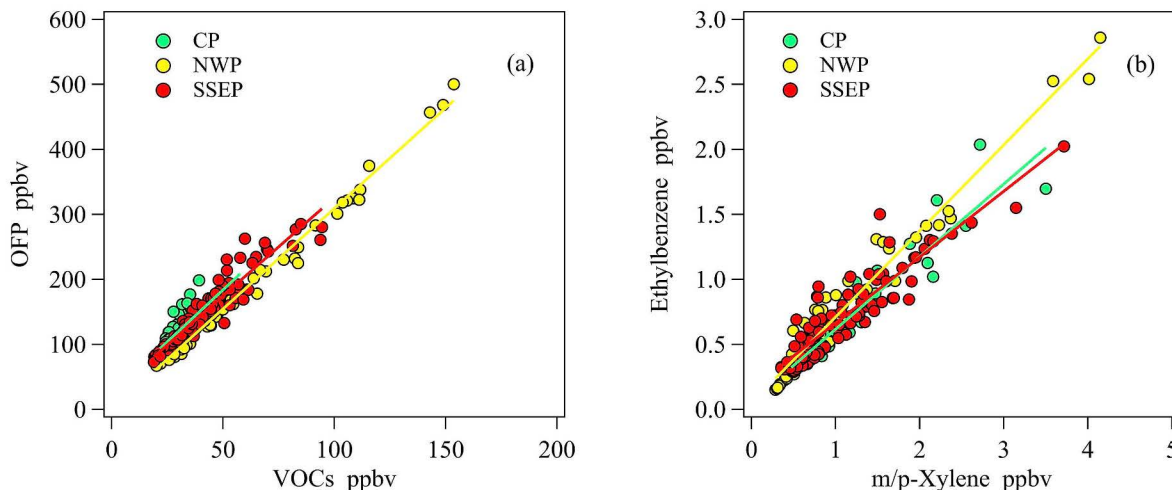 600
500
400
300
200
100
0
OFP ppbv
CP
NWP
SSEP
(a)
0 50 100 150 200
VOCs ppbv
3.0
2.5
2.0
1.5
1.0
0.5
0.0
Ethylbenzene ppbv
CP
NWP
SSEP
(b)
0 1 2 3 4 5
m/p-Xylene ppbv